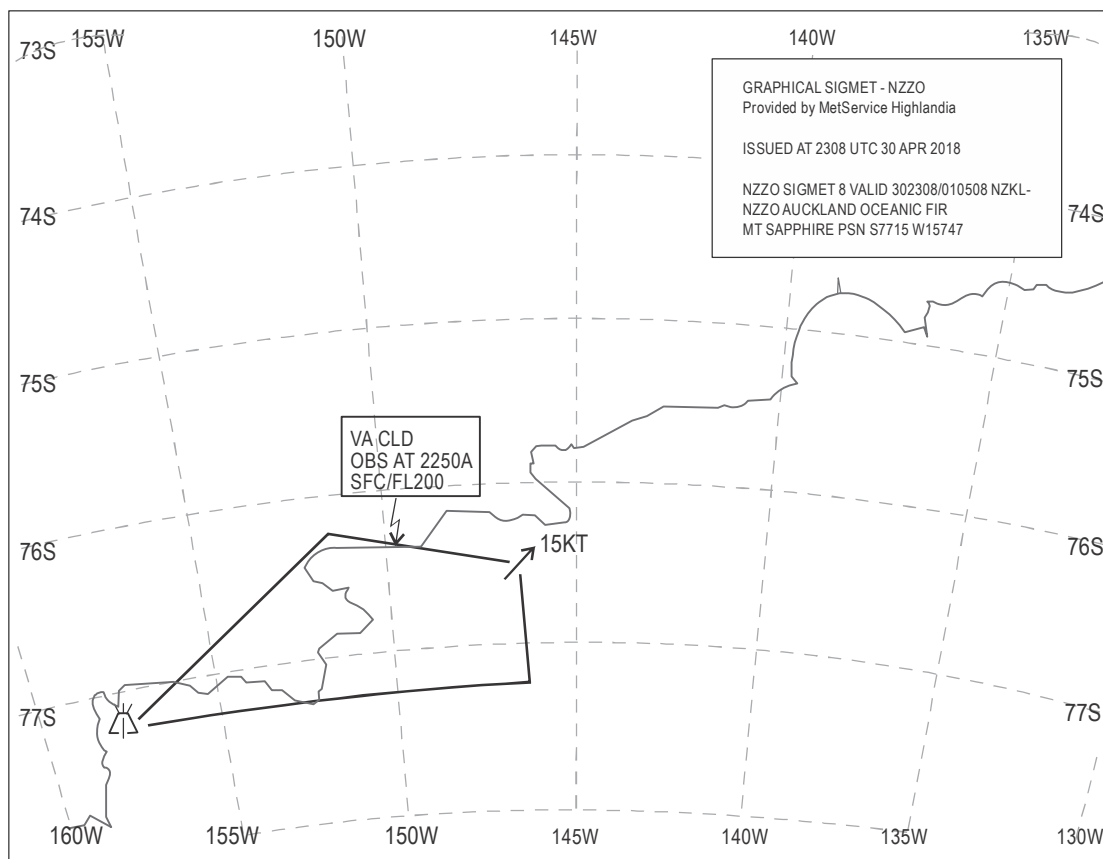 155W 150W 145W 140W 135W
73S
GRAPHICAL SIGMET - NZZO
Provided by MetService Highlandia
ISSUED AT 2308 UTC 30 APR 2018
NZZO SIGMET 8 VALID 302308/010508 NZKL-
NZZO AUCKLAND OCEANIC FIR
MT SAPPHIRE PSN S7715 W15747
74S 74S
75S 75S
VA CLD
OBS AT 2250A
SFC/FL200
15KT
76S 76S
77S 77S
160W 155W 150W 145W 140W 135W 130W